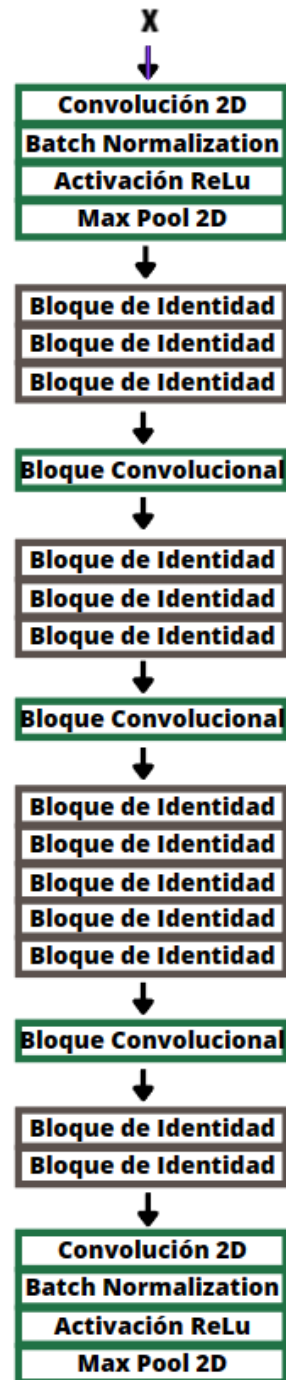 X
Convolución 2D
Batch Normalization
Activación ReLu
Max Pool 2D
Bloque de Identidad
Bloque de Identidad
Bloque de Identidad
Bloque Convolucional
Bloque de Identidad
Bloque de Identidad
Bloque de Identidad
Bloque Convolucional
Bloque de Identidad
Bloque de Identidad
Bloque de Identidad
Bloque de Identidad
Bloque de Identidad
Bloque Convolucional
Bloque de Identidad
Bloque de Identidad
Convolución 2D
Batch Normalization
Activación ReLu
Max Pool 2D